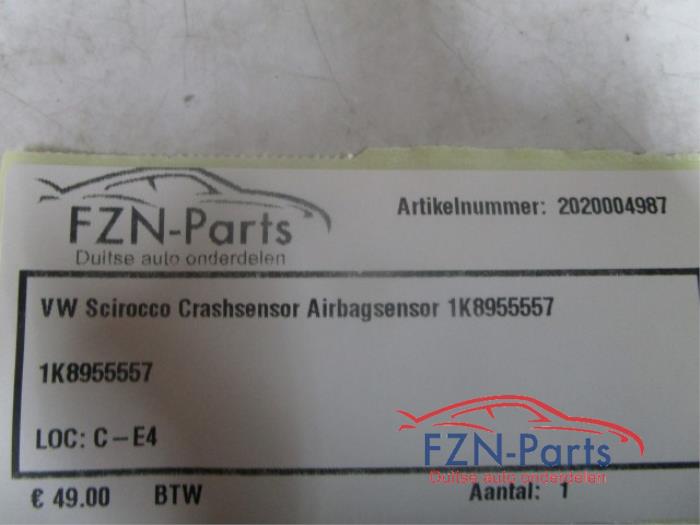 FZN-Parts
Duitse auto onderdelen
Artikelnummer: 2020004987
VW Scirocco Crashsensor Airbagsensor 1K8955557
1K8955557
LOC: C-E4
FZN-Parts
Duitse auto onderdelen
€ 49.00 BTW
Aantal: 1